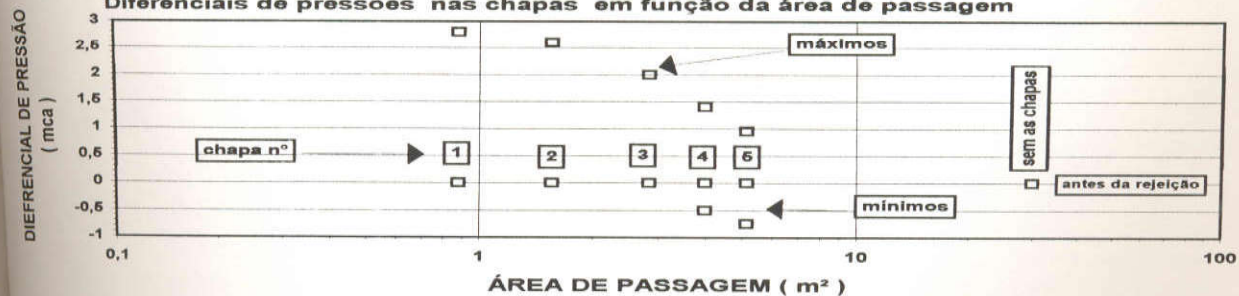 Diferenciais de pressões nas chapas em função da área de passagem
DIEFRENCIAL DE PRESSÃO
( mca )
3
2,5
2
1,5
1
0,5
0
-0,5
-1
máximos
chapa nº
1
2
3
4
5
sem as chapas
antes da rejeição
mínimos
0,1
1
10
100
ÁREA DE PASSAGEM ( m² )